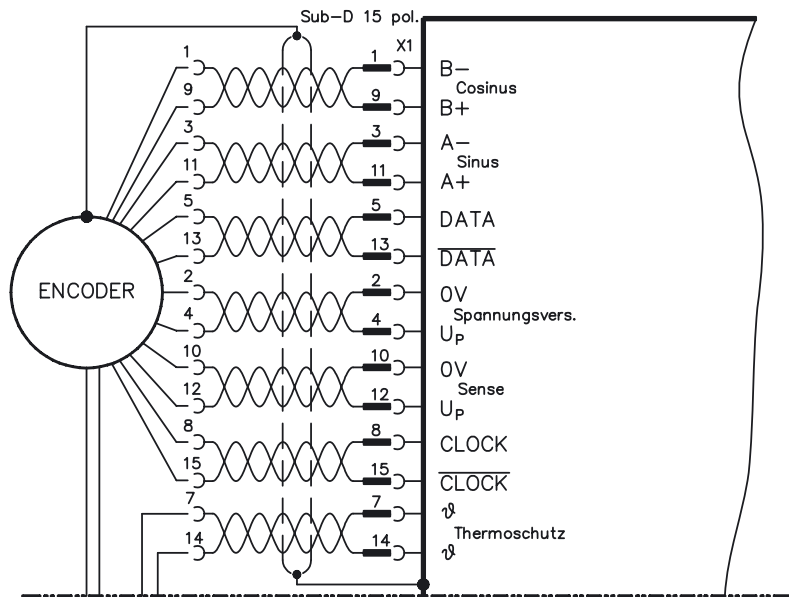 Sub-D 15 pol.
X1
1 1 B-
Cosinus
9 9 B+
3 3 A-
Sinus
11 11 A+
5 5 DATA
13 13 D̅A̅T̅A̅
ENCODER
2 2 0V
Spannungsvers.
4 4 UP
10 10 0V
Sense
12 12 UP
8 8 CLOCK
15 15 C̅L̅O̅C̅K̅
7 7 ϑ
Thermoschutz
14 14 ϑ